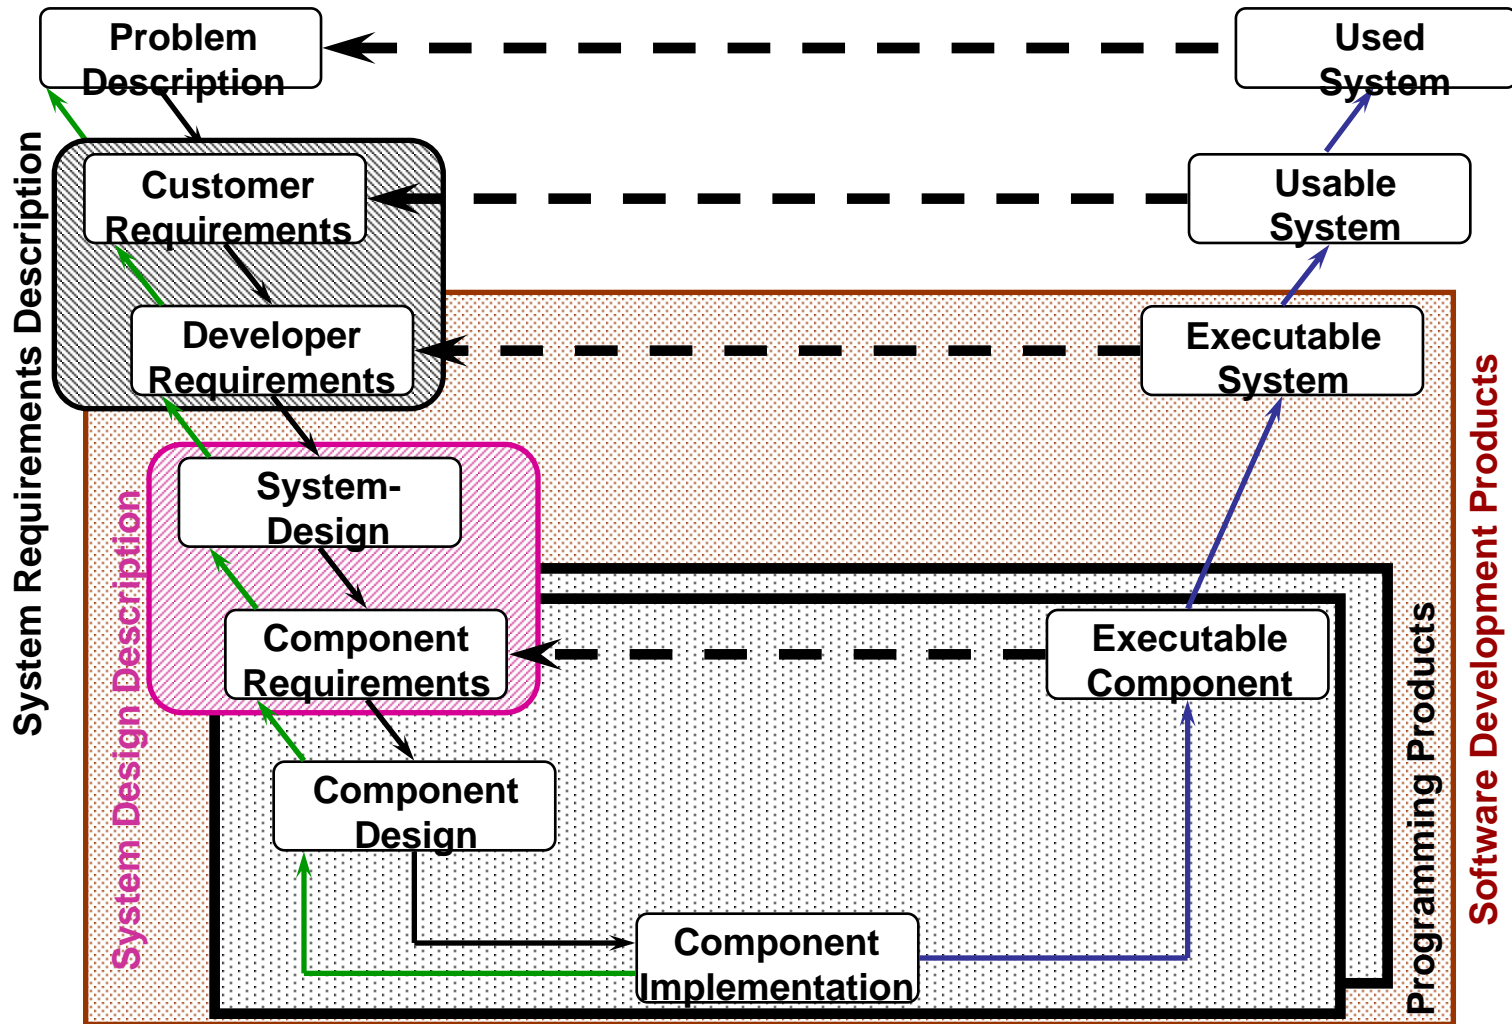 Problem
Description
Used
System
Customer
Requirements
Usable
System
Developer
Requirements
Executable
System
System-
Design
Component
Requirements
Executable
Component
Component
Design
Component
Implementation
System Requirements Description
System Design Description
Programming Products
Software Development Products